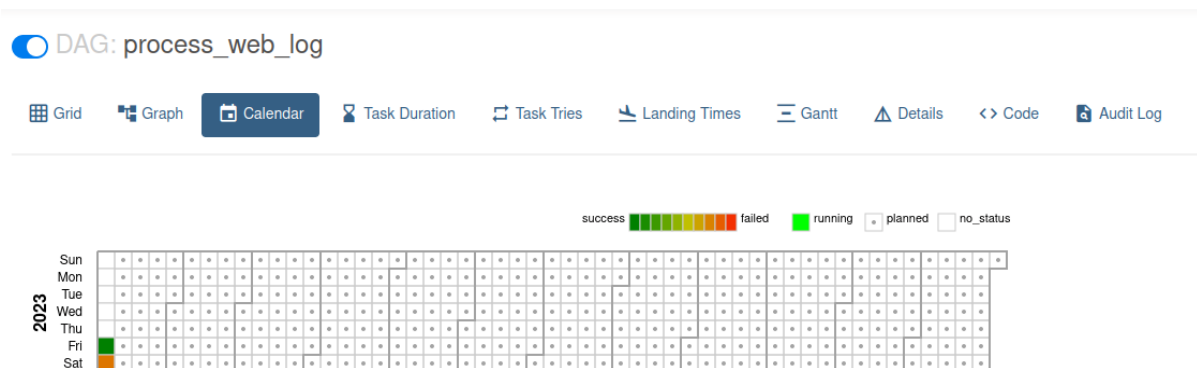 DAG: process_web_log
Grid Graph Calendar Task Duration Task Tries Landing Times Gantt Details <> Code Audit Log
success failed running planned no_status
2023
Sun
Mon
Tue
Wed
Thu
Fri
Sat